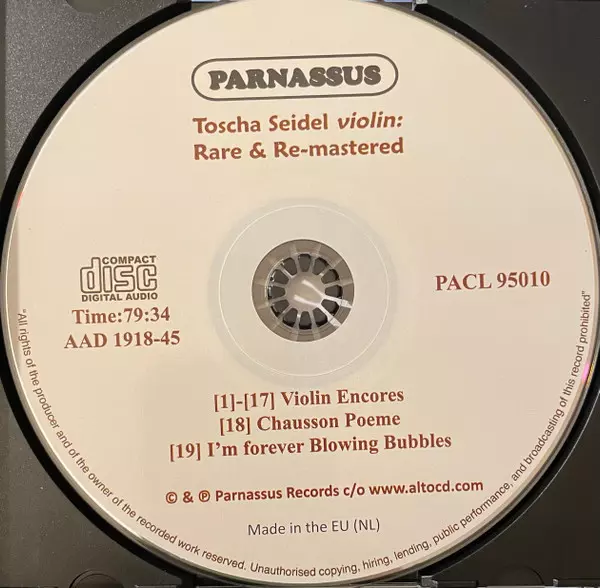 PARNASSUS
Toscha Seidel violin:
Rare & Re-mastered
COMPACT
disc
DIGITAL AUDIO
Time:79:34
AAD 1918-45
PACL 95010
[1]-[17] Violin Encores
[18] Chausson Poeme
[19] I'm forever Blowing Bubbles
© & ℗ Parnassus Records c/o www.altocd.com
Made in the EU (NL)
"All rights of the producer and of the owner of the recorded work reserved. Unauthorised copying, hiring, lending, public performance, and broadcasting of this record prohibited"